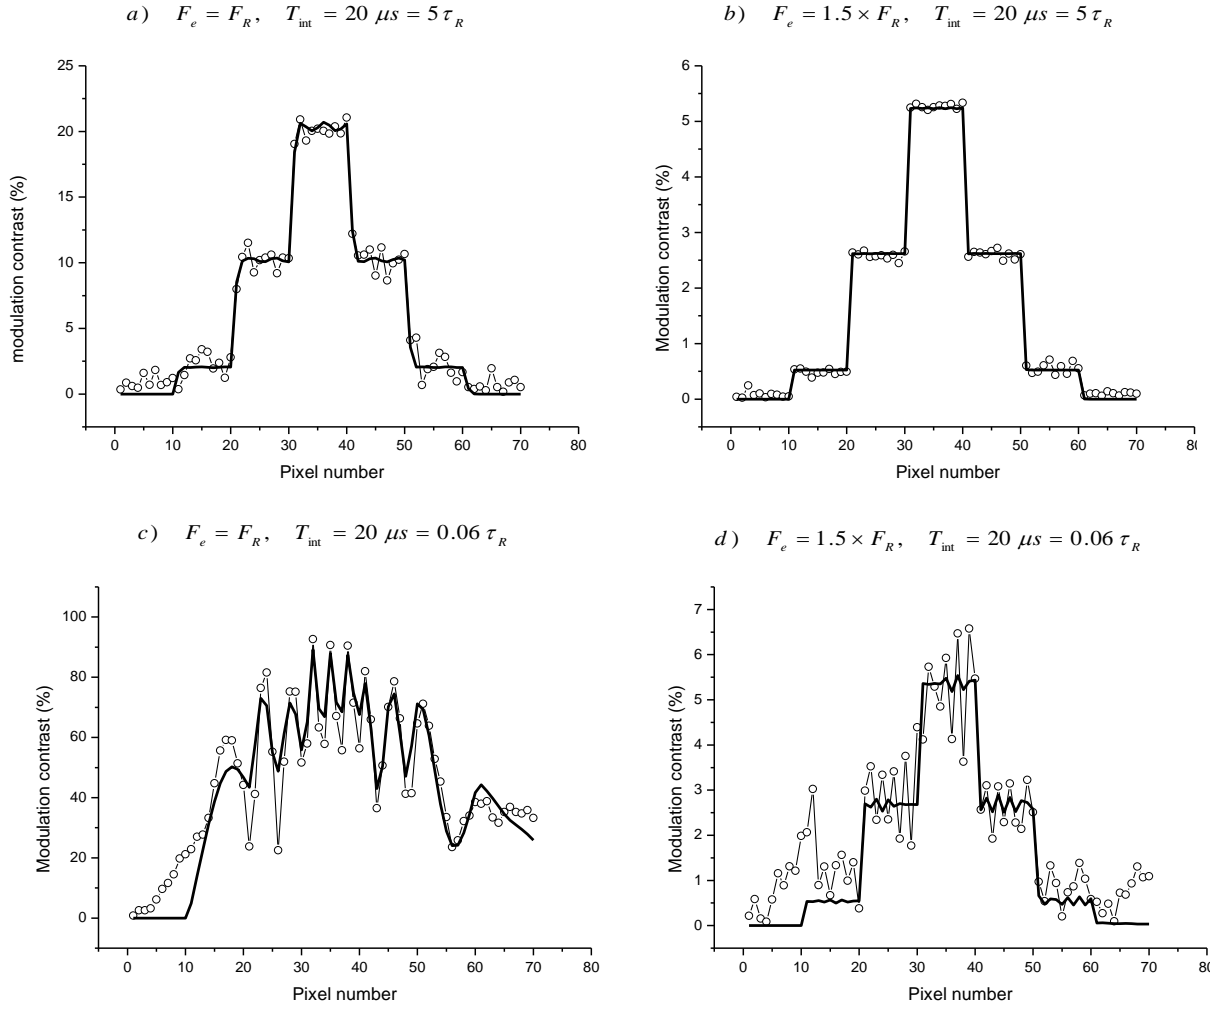 a) F_e = F_R, T_int = 20 μs = 5 τ_R
25
20
15
10
5
0
modulation contrast (%)
0 10 20 30 40 50 60 70 80
Pixel number
b) F_e = 1.5 × F_R, T_int = 20 μs = 5 τ_R
6
5
4
3
2
1
0
Modulation contrast (%)
0 10 20 30 40 50 60 70 80
Pixel number
c) F_e = F_R, T_int = 20 μs = 0.06 τ_R
100
80
60
40
20
0
Modulation contrast (%)
0 10 20 30 40 50 60 70 80
Pixel number
d) F_e = 1.5 × F_R, T_int = 20 μs = 0.06 τ_R
7
6
5
4
3
2
1
0
Modulation contrast (%)
0 10 20 30 40 50 60 70 80
Pixel number